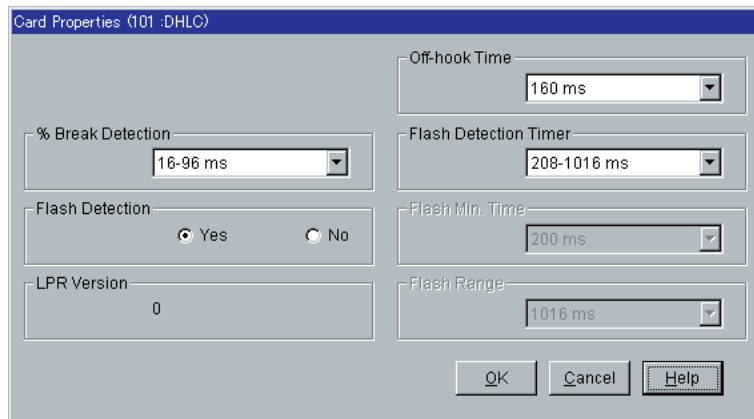 Card Properties (101 :DHLC)
Off-hook Time
160 ms
% Break Detection
16-96 ms
Flash Detection Timer
208-1016 ms
Flash Detection
Yes No
Flash Min. Time
200 ms
LPR Version
0
Flash Range
1016 ms
OK Cancel Help